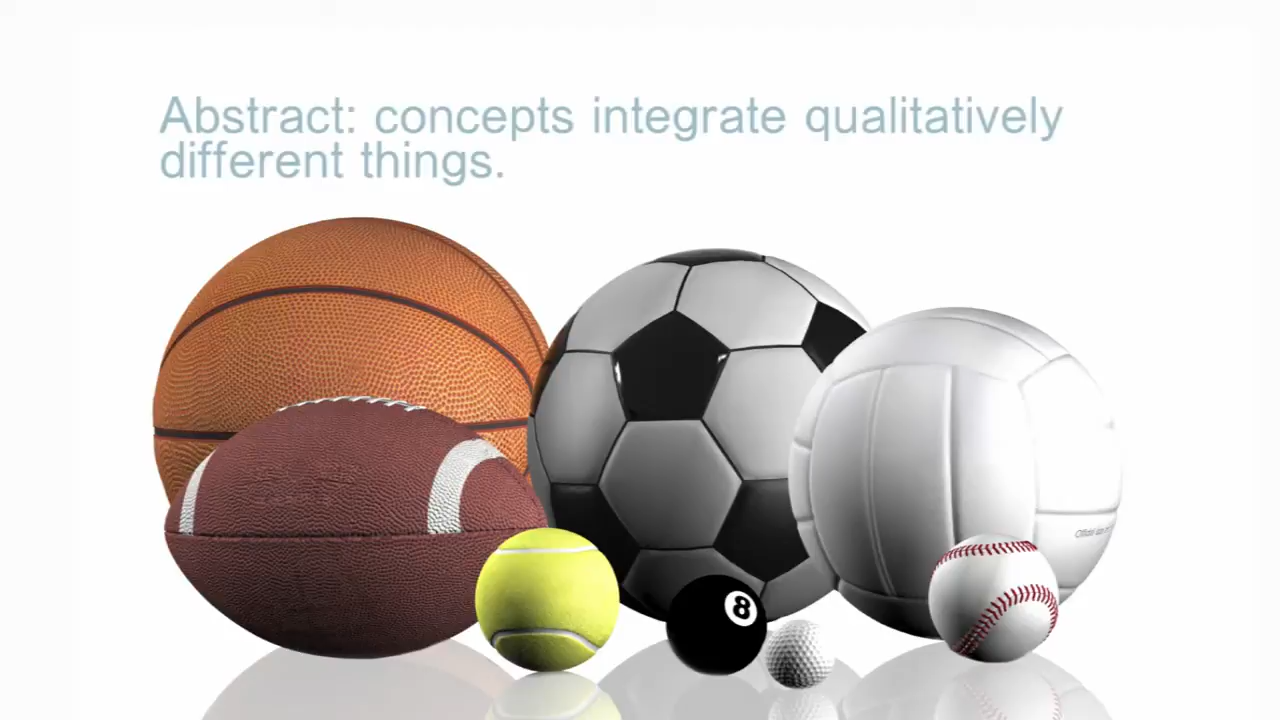 Abstract: concepts integrate qualitatively
different things.
8